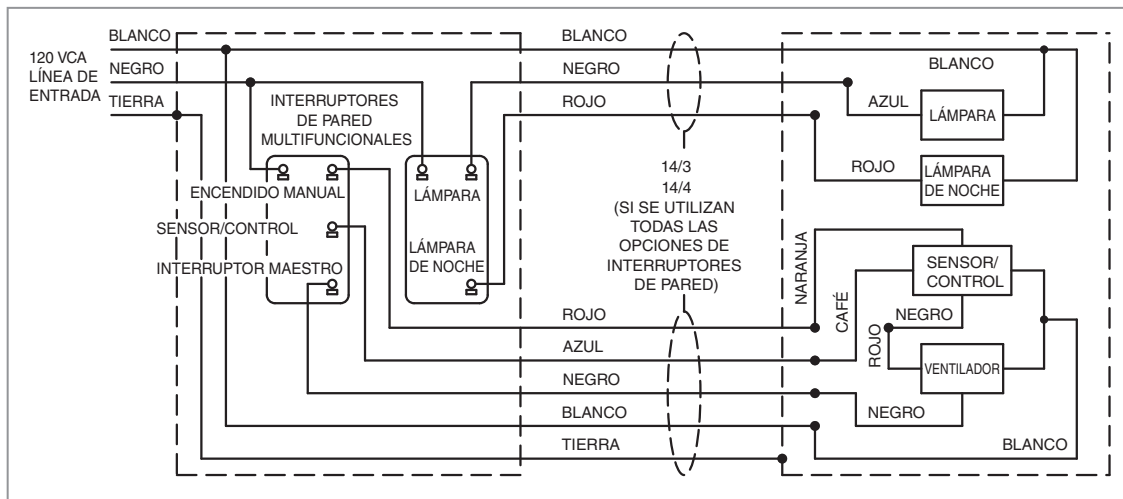 BLANCO
120 VCA
LÍNEA DE
ENTRADA
NEGRO
TIERRA
INTERRUPTORES
DE PARED
MULTIFUNCIONALES
ENCENDIDO MANUAL
SENSOR/CONTROL
INTERRUPTOR MAESTRO
LÁMPARA
LÁMPARA
DE NOCHE
BLANCO
NEGRO
ROJO
14/3
14/4
(SI SE UTILIZAN
TODAS LAS
OPCIONES DE
INTERRUPTORES
DE PARED)
ROJO
AZUL
NEGRO
BLANCO
TIERRA
BLANCO
AZUL
LÁMPARA
ROJO
LÁMPARA
DE NOCHE
NARANJA
CAFÉ
SENSOR/
CONTROL
NEGRO
ROJO
VENTILADOR
NEGRO
BLANCO